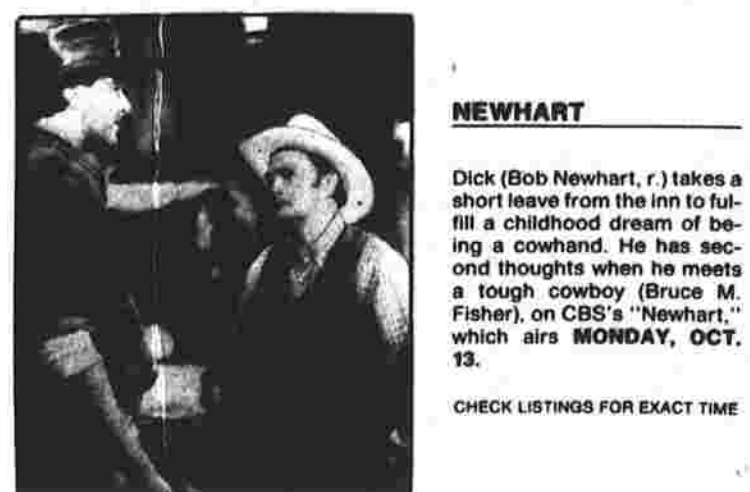 NEWHART
Dick (Bob Newhart, r.) takes a
short leave from the inn to ful-
fill a childhood dream of be-
ing a cowhand. He has sec-
ond thoughts when he meets
a tough cowboy (Bruce M.
Fisher), on CBS's "Newhart,"
which airs MONDAY, OCT.
13.
CHECK LISTINGS FOR EXACT TIME